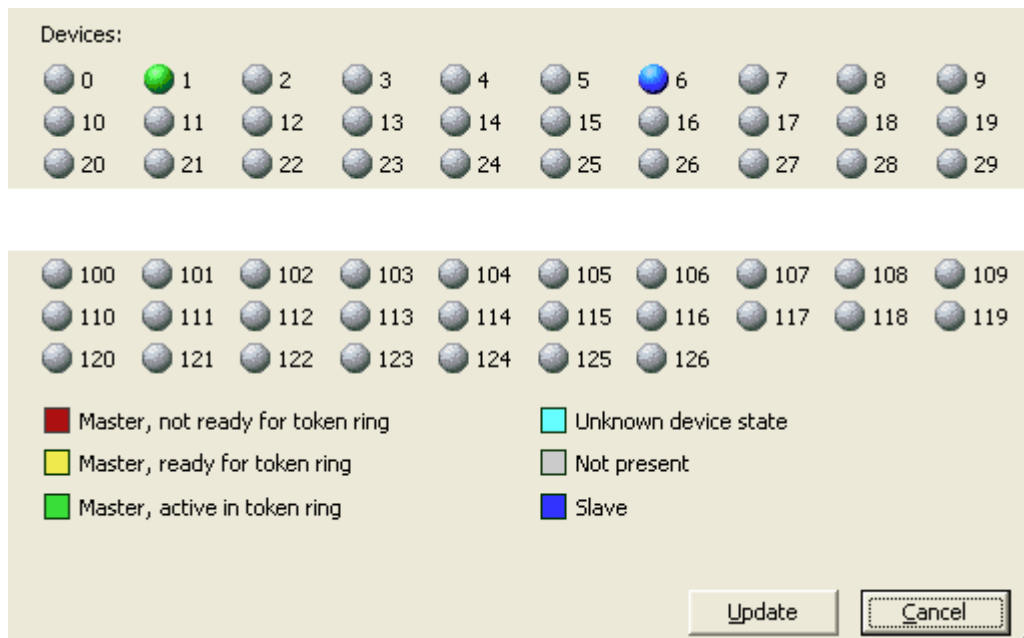 Devices:
0 1 2 3 4 5 6 7 8 9
10 11 12 13 14 15 16 17 18 19
20 21 22 23 24 25 26 27 28 29
100 101 102 103 104 105 106 107 108 109
110 111 112 113 114 115 116 117 118 119
120 121 122 123 124 125 126
Master, not ready for token ring Unknown device state
Master, ready for token ring Not present
Master, active in token ring Slave
Update Cancel